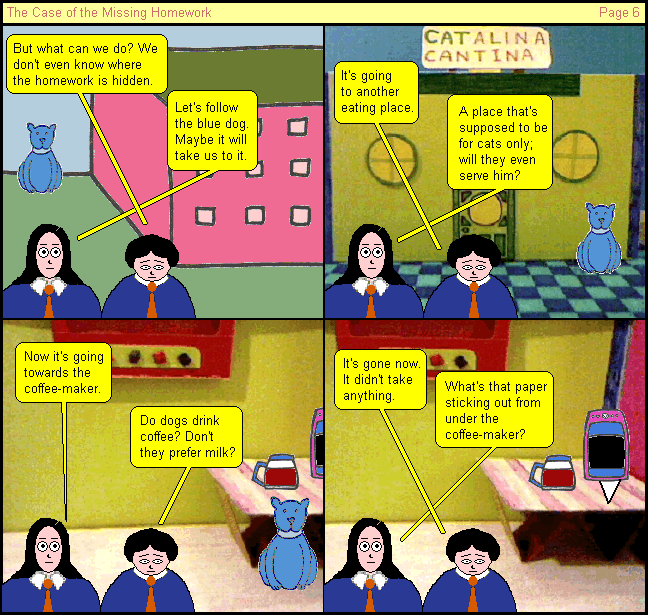 The Case of the Missing Homework
Page 6
But what can we do? We
don't even know where
the homework is hidden.
Let's follow
the blue dog.
Maybe it will
take us to it.
CATALINA
CANTINA
It's going
to another
eating place.
A place that's
supposed to be
for cats only;
will they even
serve him?
Now it's going
towards the
coffee-maker.
Do dogs drink
coffee? Don't
they prefer milk?
It's gone now.
It didn't take
anything.
What's that paper
sticking out from
under the
coffee-maker?